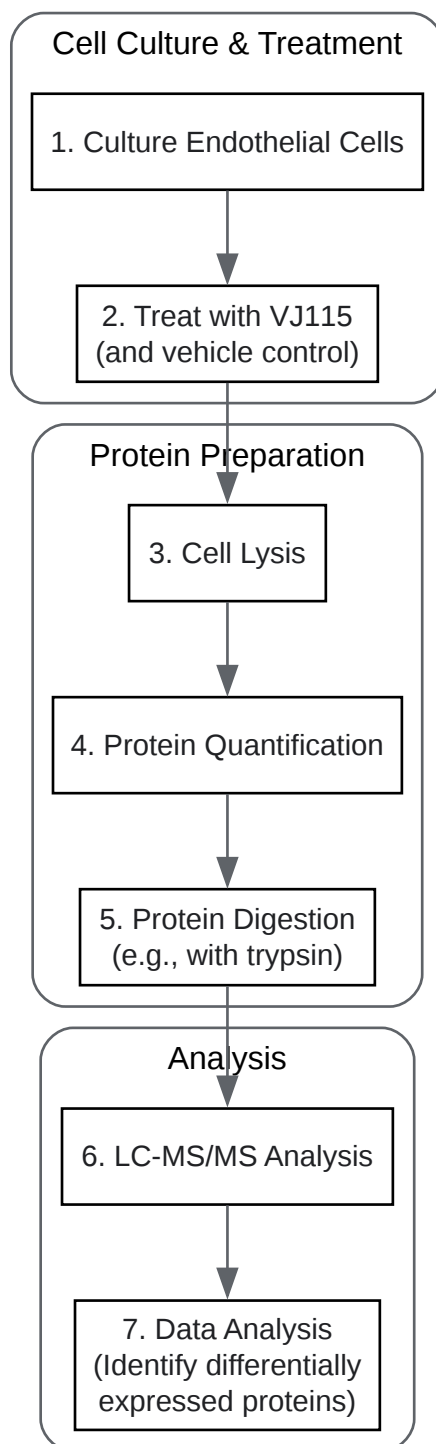 Cell Culture & Treatment
1. Culture Endothelial Cells
2. Treat with VJ115
(and vehicle control)
Protein Preparation
3. Cell Lysis
4. Protein Quantification
5. Protein Digestion
(e.g., with trypsin)
Analysis
6. LC-MS/MS Analysis
7. Data Analysis
(Identify differentially
expressed proteins)